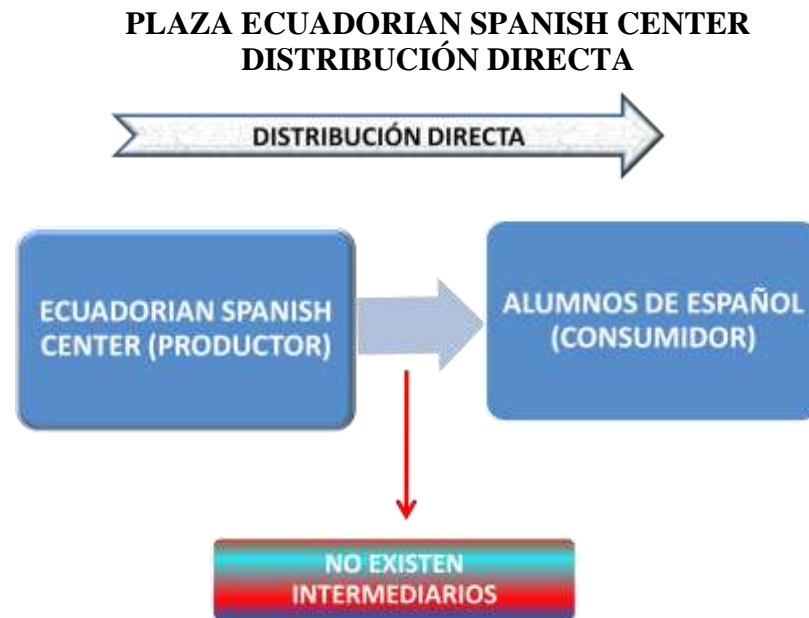 PLAZA ECUADORIAN SPANISH CENTER
DISTRIBUCIÓN DIRECTA
DISTRIBUCIÓN DIRECTA
ECUADORIAN SPANISH
CENTER (PRODUCTOR)
ALUMNOS DE ESPAÑOL
(CONSUMIDOR)
NO EXISTEN
INTERMEDIARIOS